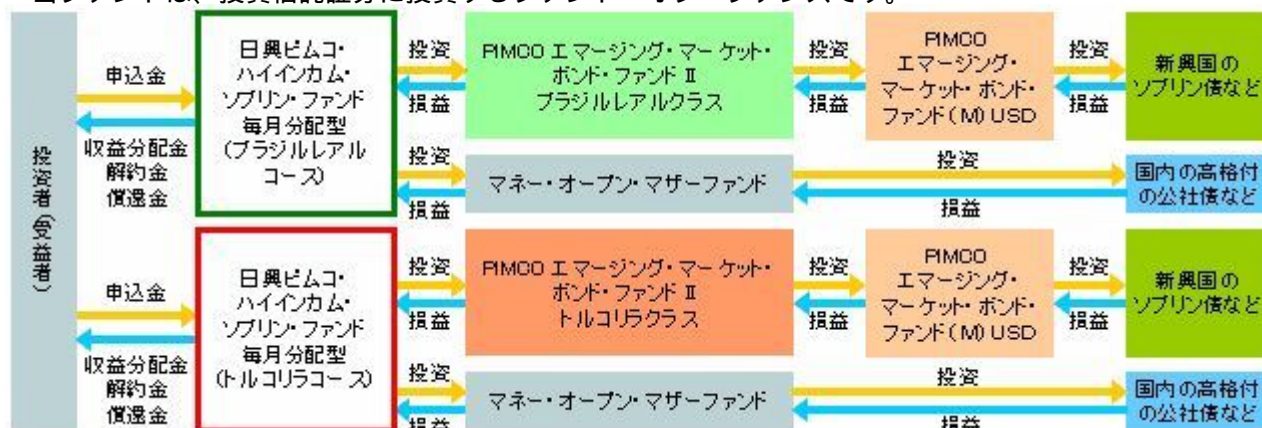 当ファンドは、投資信託証券に投資するファンド・オブ・ファンズです。
投資者(受益者)
申込金
収益分配金
解約金
償還金
日興ピムコ・
ハイインカム・
ソブリン・ファンド
毎月分配型
(ブラジルレアル
コース)
投資
損益
PIMCO エマージング・マーケット・
ボンド・ファンド Ⅱ
ブラジルレアルクラス
投資
損益
PIMCO
エマージング・
マーケット・ボンド・
ファンド(M) USD
投資
損益
新興国の
ソブリン債など
投資
損益
マネー・オープン・マザーファンド
投資
損益
国内の高格付
の公社債など
申込金
収益分配金
解約金
償還金
日興ピムコ・
ハイインカム・
ソブリン・ファンド
毎月分配型
(トルコリラコース)
投資
損益
PIMCO エマージング・マーケット・
ボンド・ファンド Ⅱ
トルコリラクラス
投資
損益
PIMCO
エマージング・
マーケット・ボンド・
ファンド(M) USD
投資
損益
新興国の
ソブリン債など
投資
損益
マネー・オープン・マザーファンド
投資
損益
国内の高格付
の公社債など